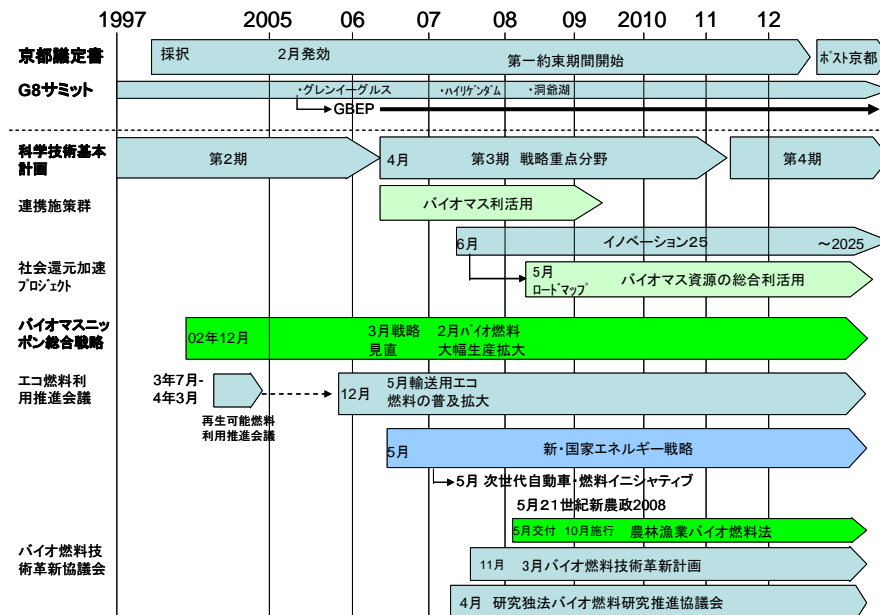 1997 2005 06 07 08 09 2010 11 12
京都議定書
採択 2月発効 第一約束期間開始 ポスト京都
G8サミット
・グレンイーグルス ・ハイリゲンダム ・洞爺湖
GBEP
科学技術基本
計画
第2期 4月 第3期 戦略重点分野 第4期
連携施策群
バイオマス利活用
6月 イノベーション25 ～2025
社会還元加速
プロジェクト
5月
ロードマップ バイオマス資源の総合利活用
バイオマスニッ
ポン総合戦略
02年12月
3月戦略 2月バイオ燃料
見直 大幅生産拡大
エコ燃料利
用推進会議
3年7月-
4年3月
再生可能燃料
利用推進会議
12月
5月輸送用エコ
燃料の普及拡大
5月 新・国家エネルギー戦略
5月 次世代自動車・燃料イニシャティブ
5月21世紀新農政2008
5月交付 10月施行 農林漁業バイオ燃料法
バイオ燃料技
術革新協議会
11月 3月バイオ燃料技術革新計画
4月 研究独法バイオ燃料研究推進協議会